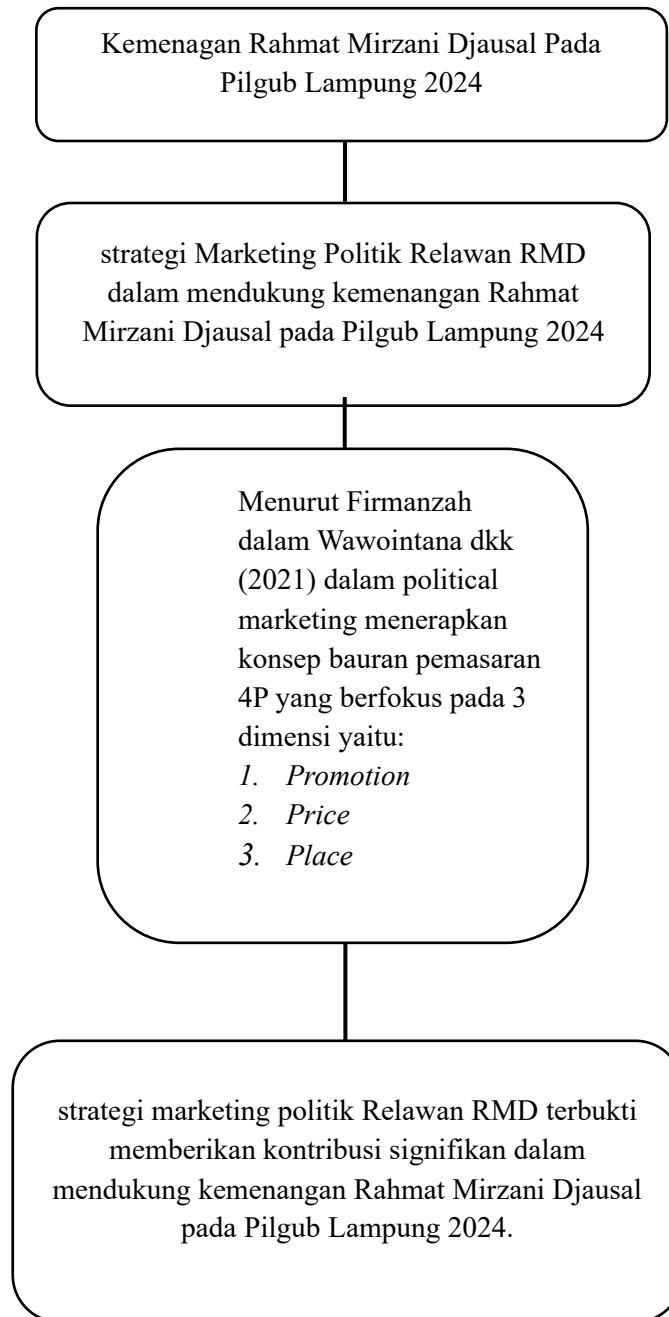 Kemenagan Rahmat Mirzani Djausal Pada
Pilgub Lampung 2024
strategi Marketing Politik Relawan RMD
dalam mendukung kemenangan Rahmat
Mirzani Djausal pada Pilgub Lampung 2024
Menurut Firmanzah
dalam Wawointana dkk
(2021) dalam political
marketing menerapkan
konsep bauran pemasaran
4P yang berfokus pada 3
dimensi yaitu:
1. Promotion
2. Price
3. Place
strategi marketing politik Relawan RMD terbukti
memberikan kontribusi signifikan dalam
mendukung kemenangan Rahmat Mirzani Djausal
pada Pilgub Lampung 2024.